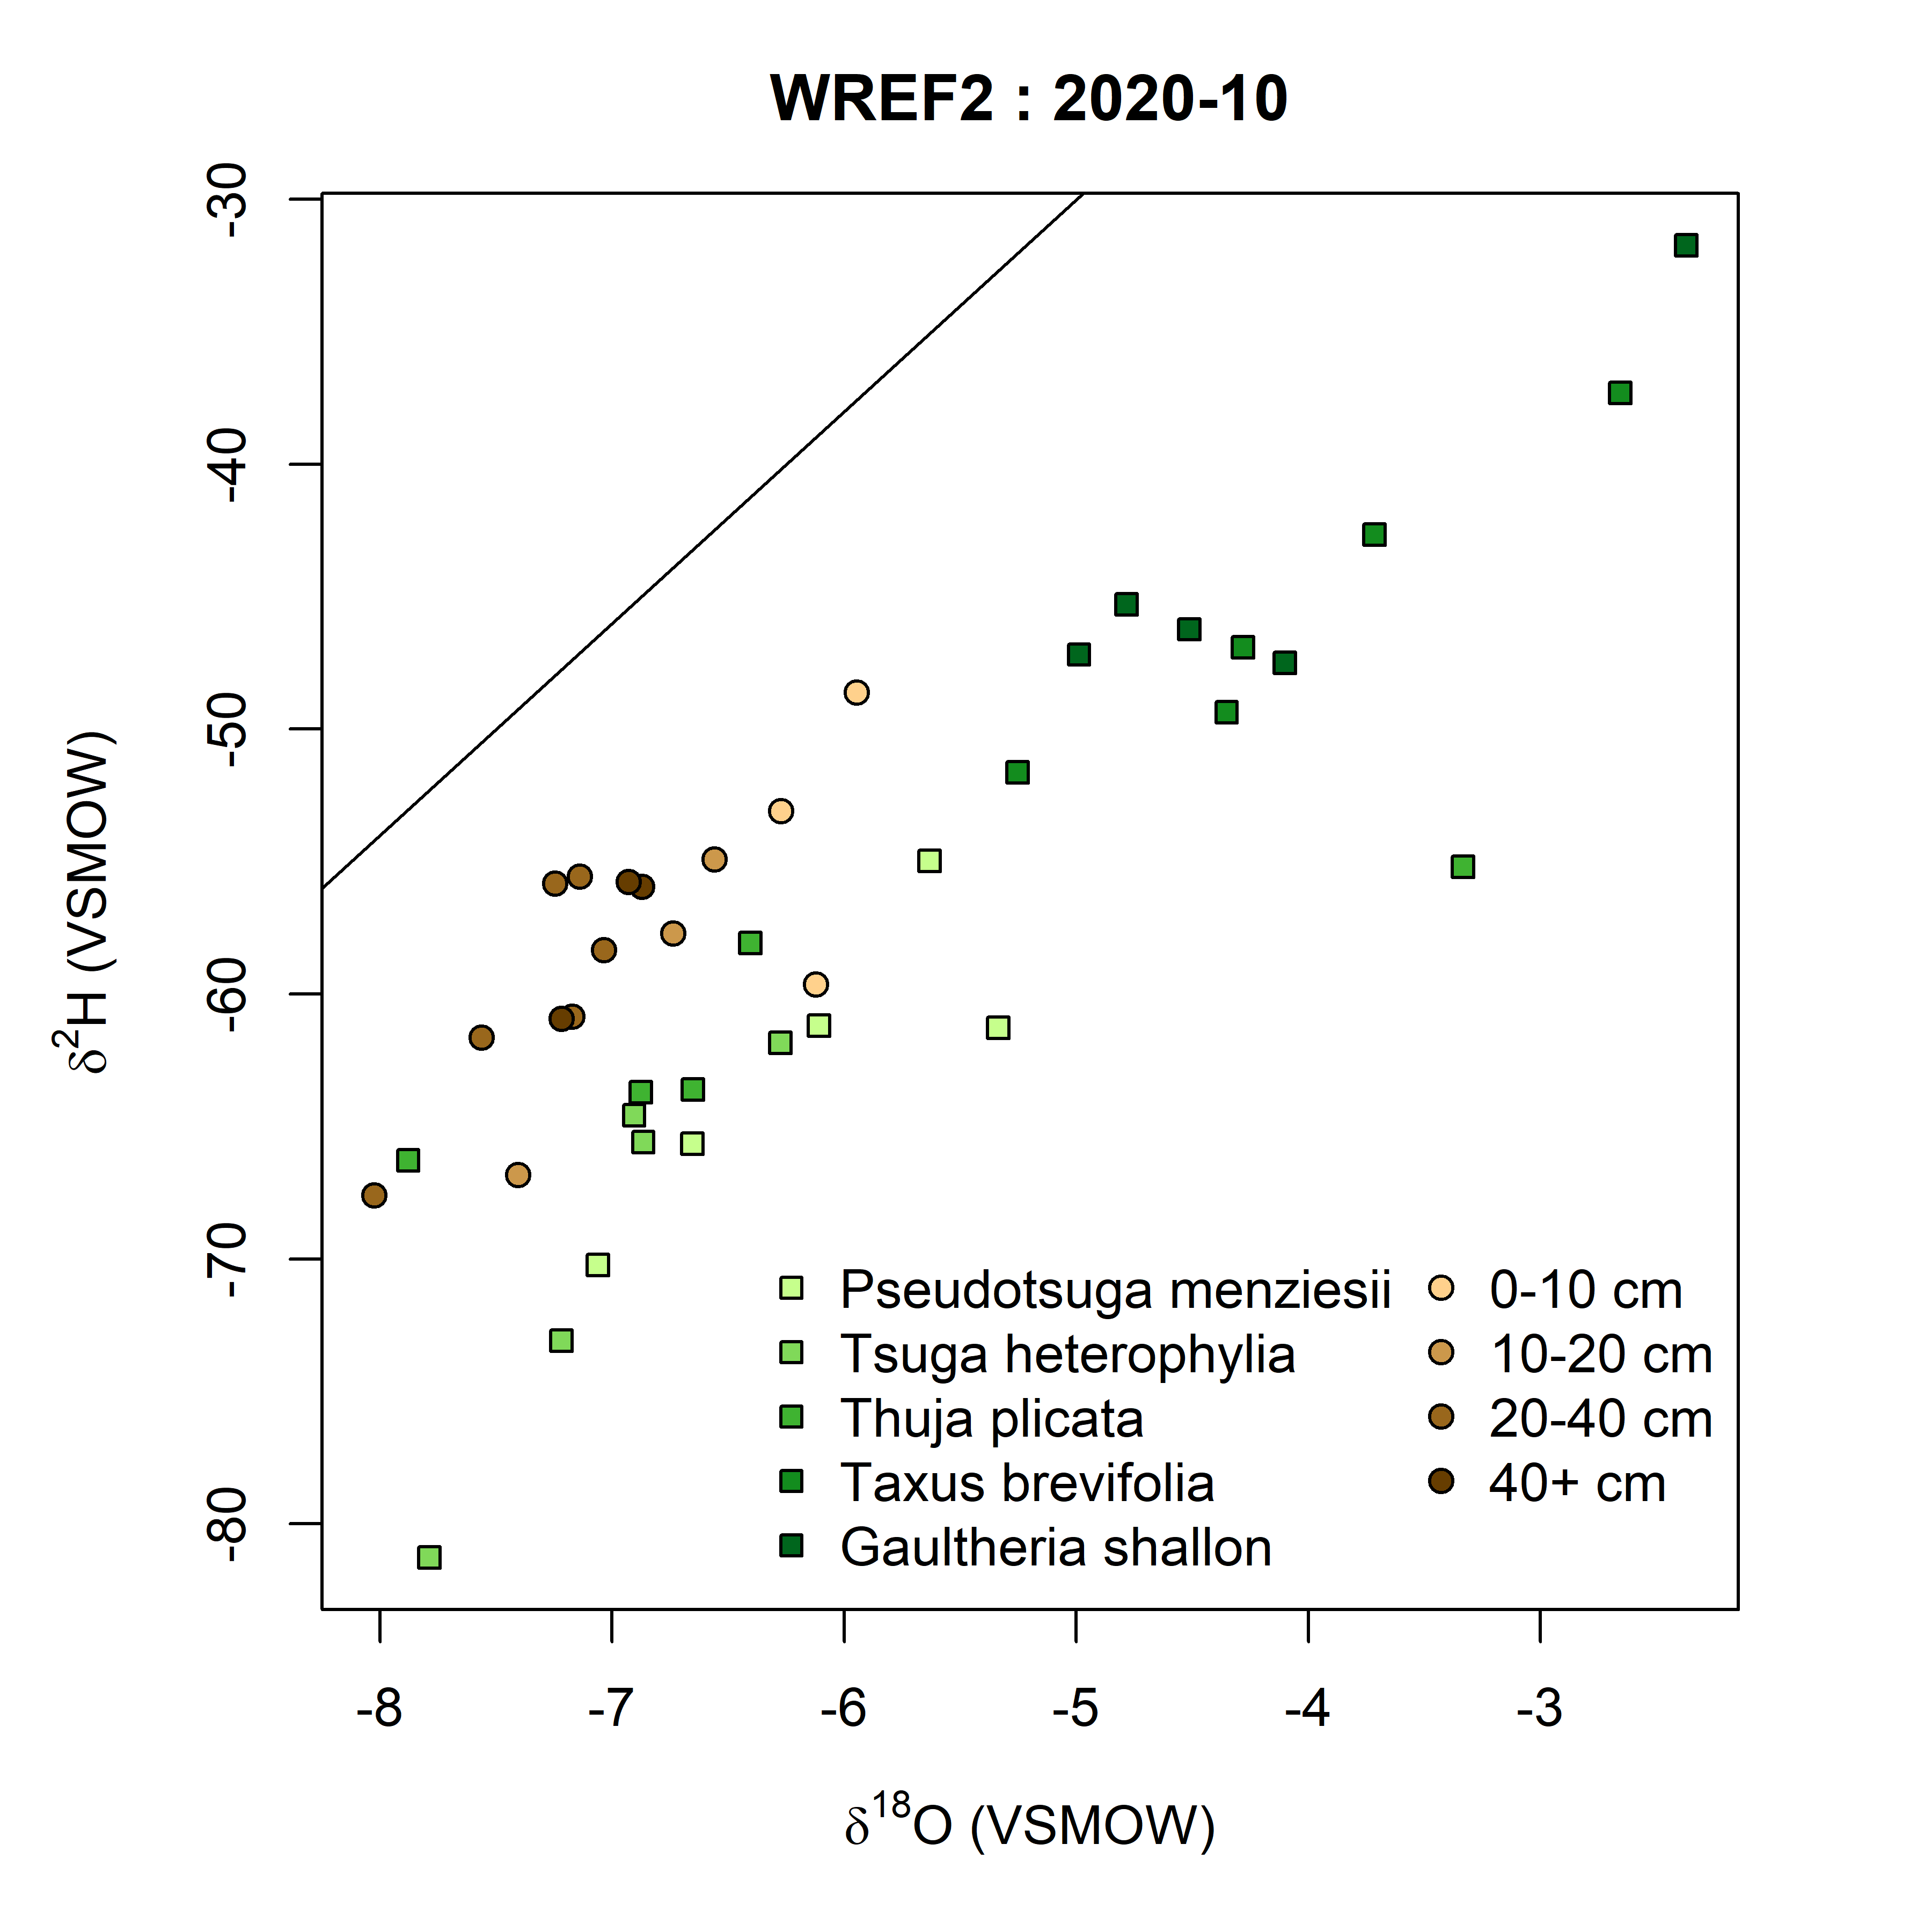 WREF2 : 2020-10
-30
-40
-50
-60
-70
-80
δ²H (VSMOW)
Pseudotsuga menziesii
Tsuga heterophylia
Thuja plicata
Taxus brevifolia
Gaultheria shallon
0-10 cm
10-20 cm
20-40 cm
40+ cm
-8 -7 -6 -5 -4 -3
δ¹⁸O (VSMOW)